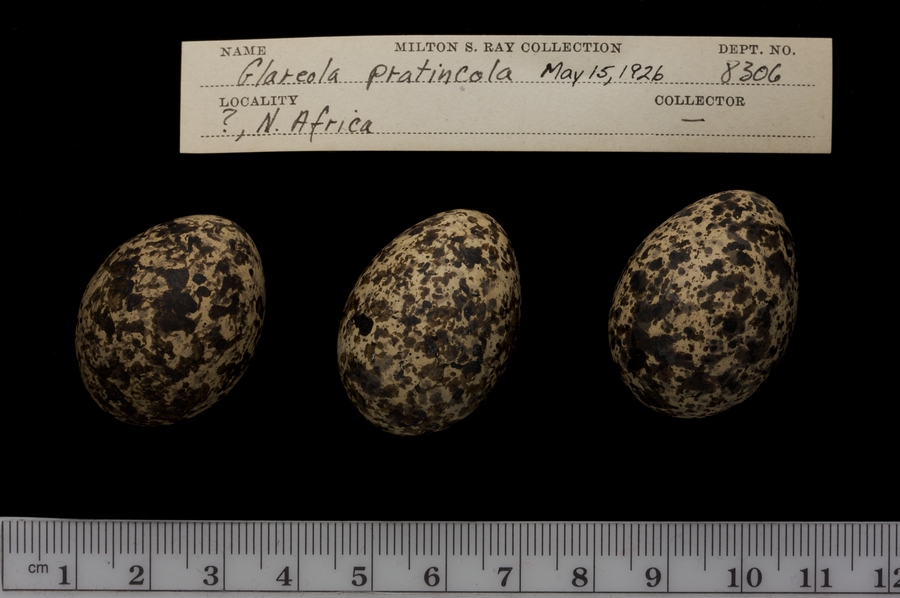 NAME MILTON S. RAY COLLECTION DEPT. NO.
Glareola pratincola May 15, 1926 8306
LOCALITY COLLECTOR
?, N. Africa —
cm 1 2 3 4 5 6 7 8 9 10 11 12